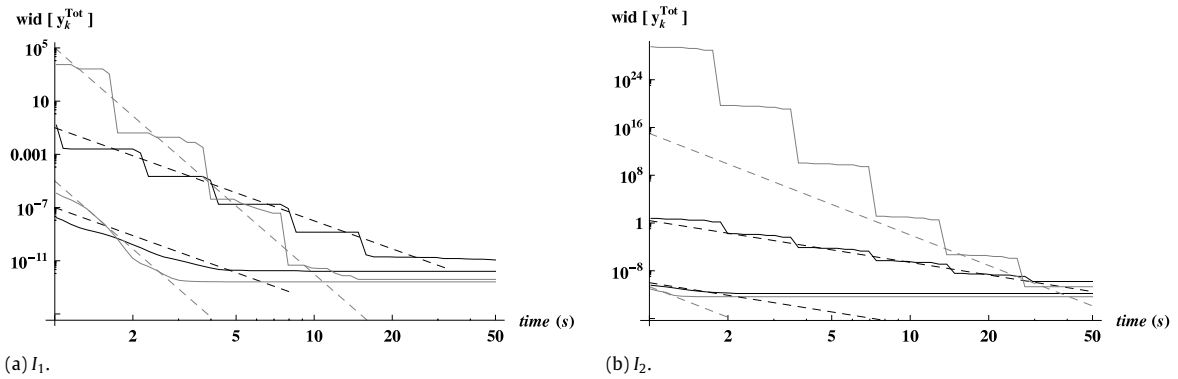 wid [ y_k^Tot ]
10^5
10
0.001
10^-7
10^-11
2 5 10 20 50
time (s)
(a) I_1.
wid [ y_k^Tot ]
10^24
10^16
10^8
1
10^-8
2 5 10 20 50
time (s)
(b) I_2.